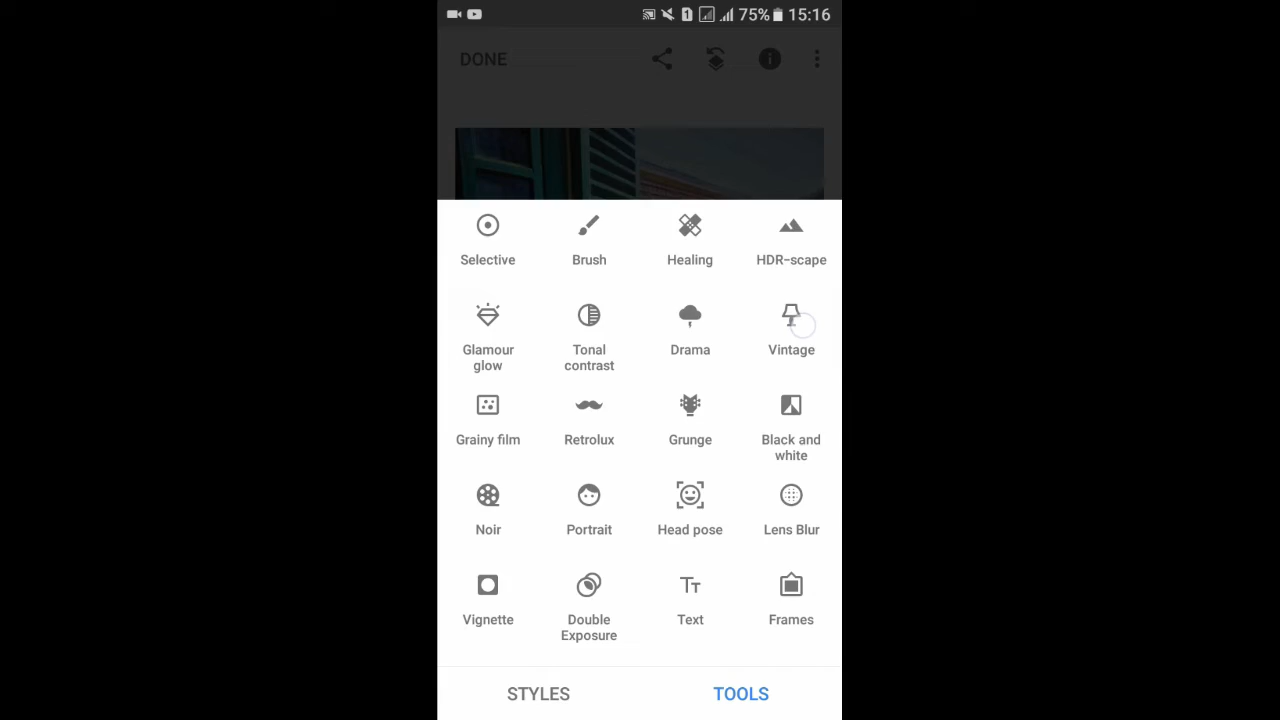 1 75% 15:16
DONE
Selective Brush Healing HDR-scape
Glamour glow Tonal contrast Drama Vintage
Grainy film Retrolux Grunge Black and white
Noir Portrait Head pose Lens Blur
Vignette Double Exposure Text Frames
STYLES TOOLS